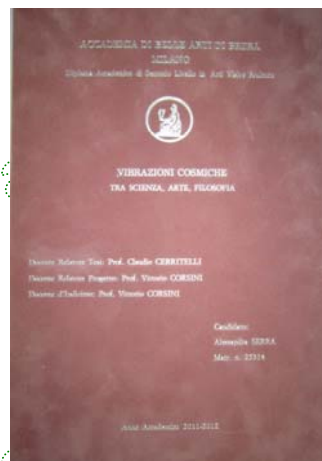 ACCADEMIA DI BELLE ARTI DI BRERA
MILANO
Diploma Accademico di Secondo Livello in Arti Visive
VIBRAZIONI COSMICHE
TRA SCIENZA, ARTE, FILOSOFIA
Docente Relatore Tesi: Prof. Claudio CERRITELLI
Docente Relatore Progetto: Prof. Vittorio CORSINI
Docente d'Indirizzo: Prof. Vittorio CORSINI
Candidato:
SERRA
Matr. n.
Anno Accademico 2011-2012